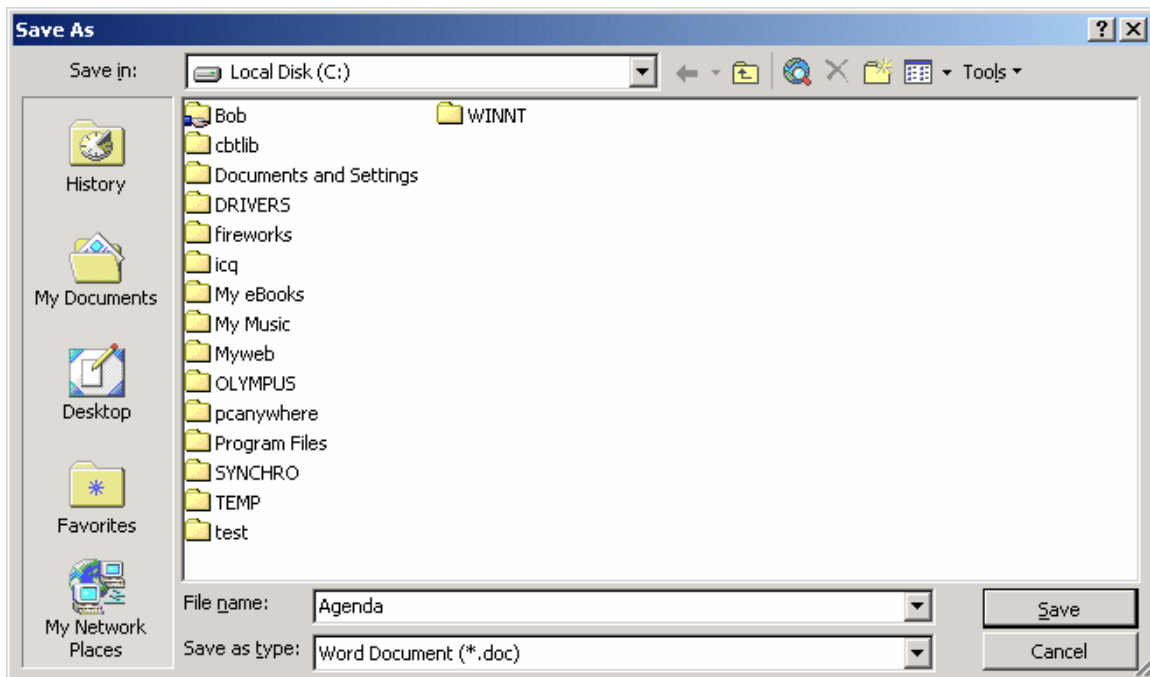 Save As
Save in:
Local Disk (C:)
Tools
History
My Documents
Desktop
Favorites
My Network
Places
Bob
cbtlib
Documents and Settings
DRIVERS
fireworks
icq
My eBooks
My Music
Myweb
OLYMPUS
pcanywhere
Program Files
SYNCHRO
TEMP
test
WINNT
File name:
Agenda
Save
Save as type:
Word Document (*.doc)
Cancel